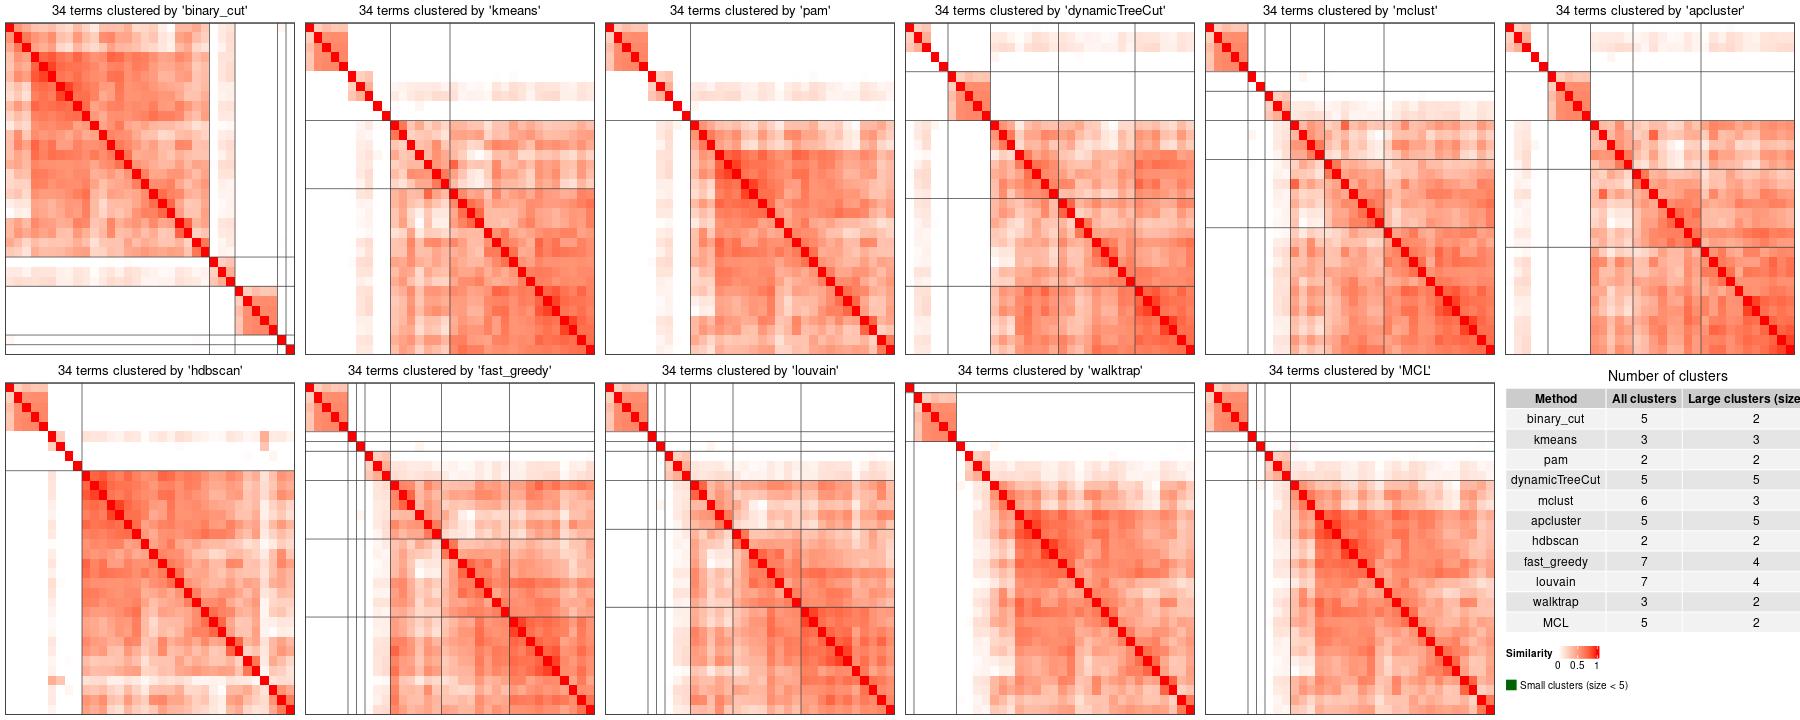 34 terms clustered by 'binary_cut'
34 terms clustered by 'kmeans'
34 terms clustered by 'pam'
34 terms clustered by 'dynamicTreeCut'
34 terms clustered by 'mclust'
34 terms clustered by 'apcluster'
34 terms clustered by 'hdbscan'
34 terms clustered by 'fast_greedy'
34 terms clustered by 'louvain'
34 terms clustered by 'walktrap'
34 terms clustered by 'MCL'
Number of clusters
Method All clusters Large clusters (size
binary_cut 5 2
kmeans 3 3
pam 2 2
dynamicTreeCut 5 5
mclust 6 3
apcluster 5 5
hdbscan 2 2
fast_greedy 7 4
louvain 7 4
walktrap 3 2
MCL 5 2
Similarity
0 0.5 1
Small clusters (size < 5)